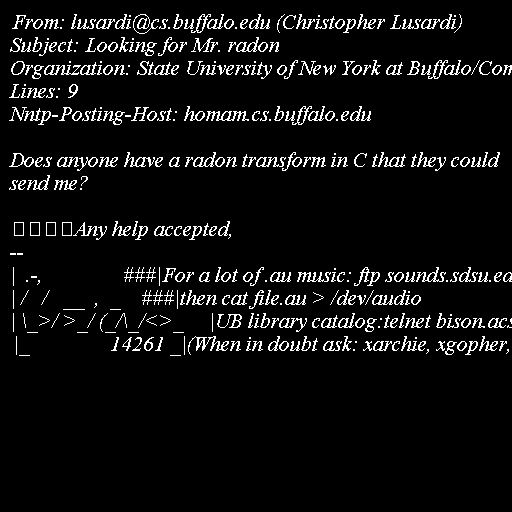 From: lusardi@cs.buffalo.edu (Christopher Lusardi)
Subject: Looking for Mr. radon
Organization: State University of New York at Buffalo/Com
Lines: 9
Nntp-Posting-Host: homam.cs.buffalo.edu
Does anyone have a radon transform in C that they could
send me?
Any help accepted,
--
| .-, ###|For a lot of .au music: ftp sounds.sdsu.ed
| / / __ , _ ###|then cat file.au > /dev/audio
| \_>/ >_/ (_/\_/<>_ |UB library catalog:telnet bison.acs
|_ 14261 _|(When in doubt ask: xarchie, xgopher,